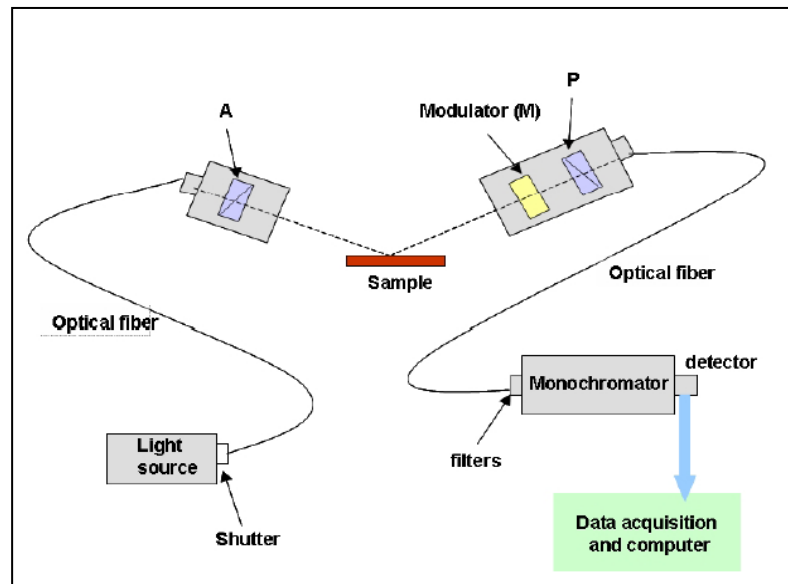 P
A
Modulator (M)
Sample
Optical fiber
Optical fiber
detector
Monochromator
Light
source
filters
Shutter
Data acquisition
and computer